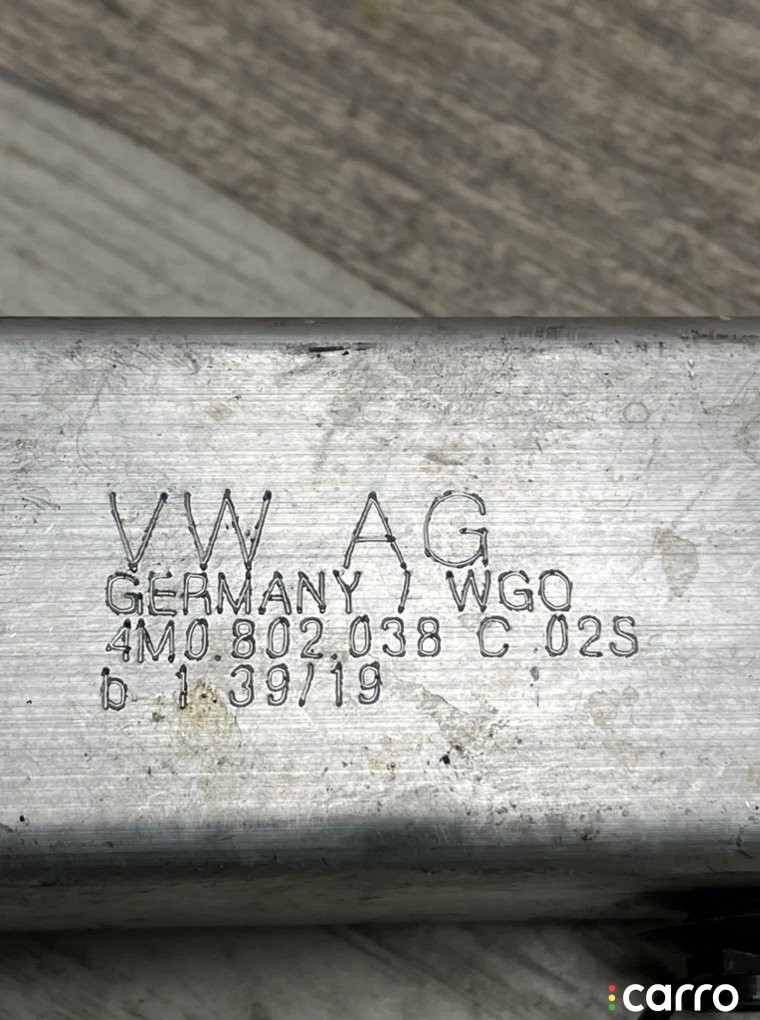 VW AG
GERMANY / WGO
4M0.802.038 C 02S
b 1 39/19
carro